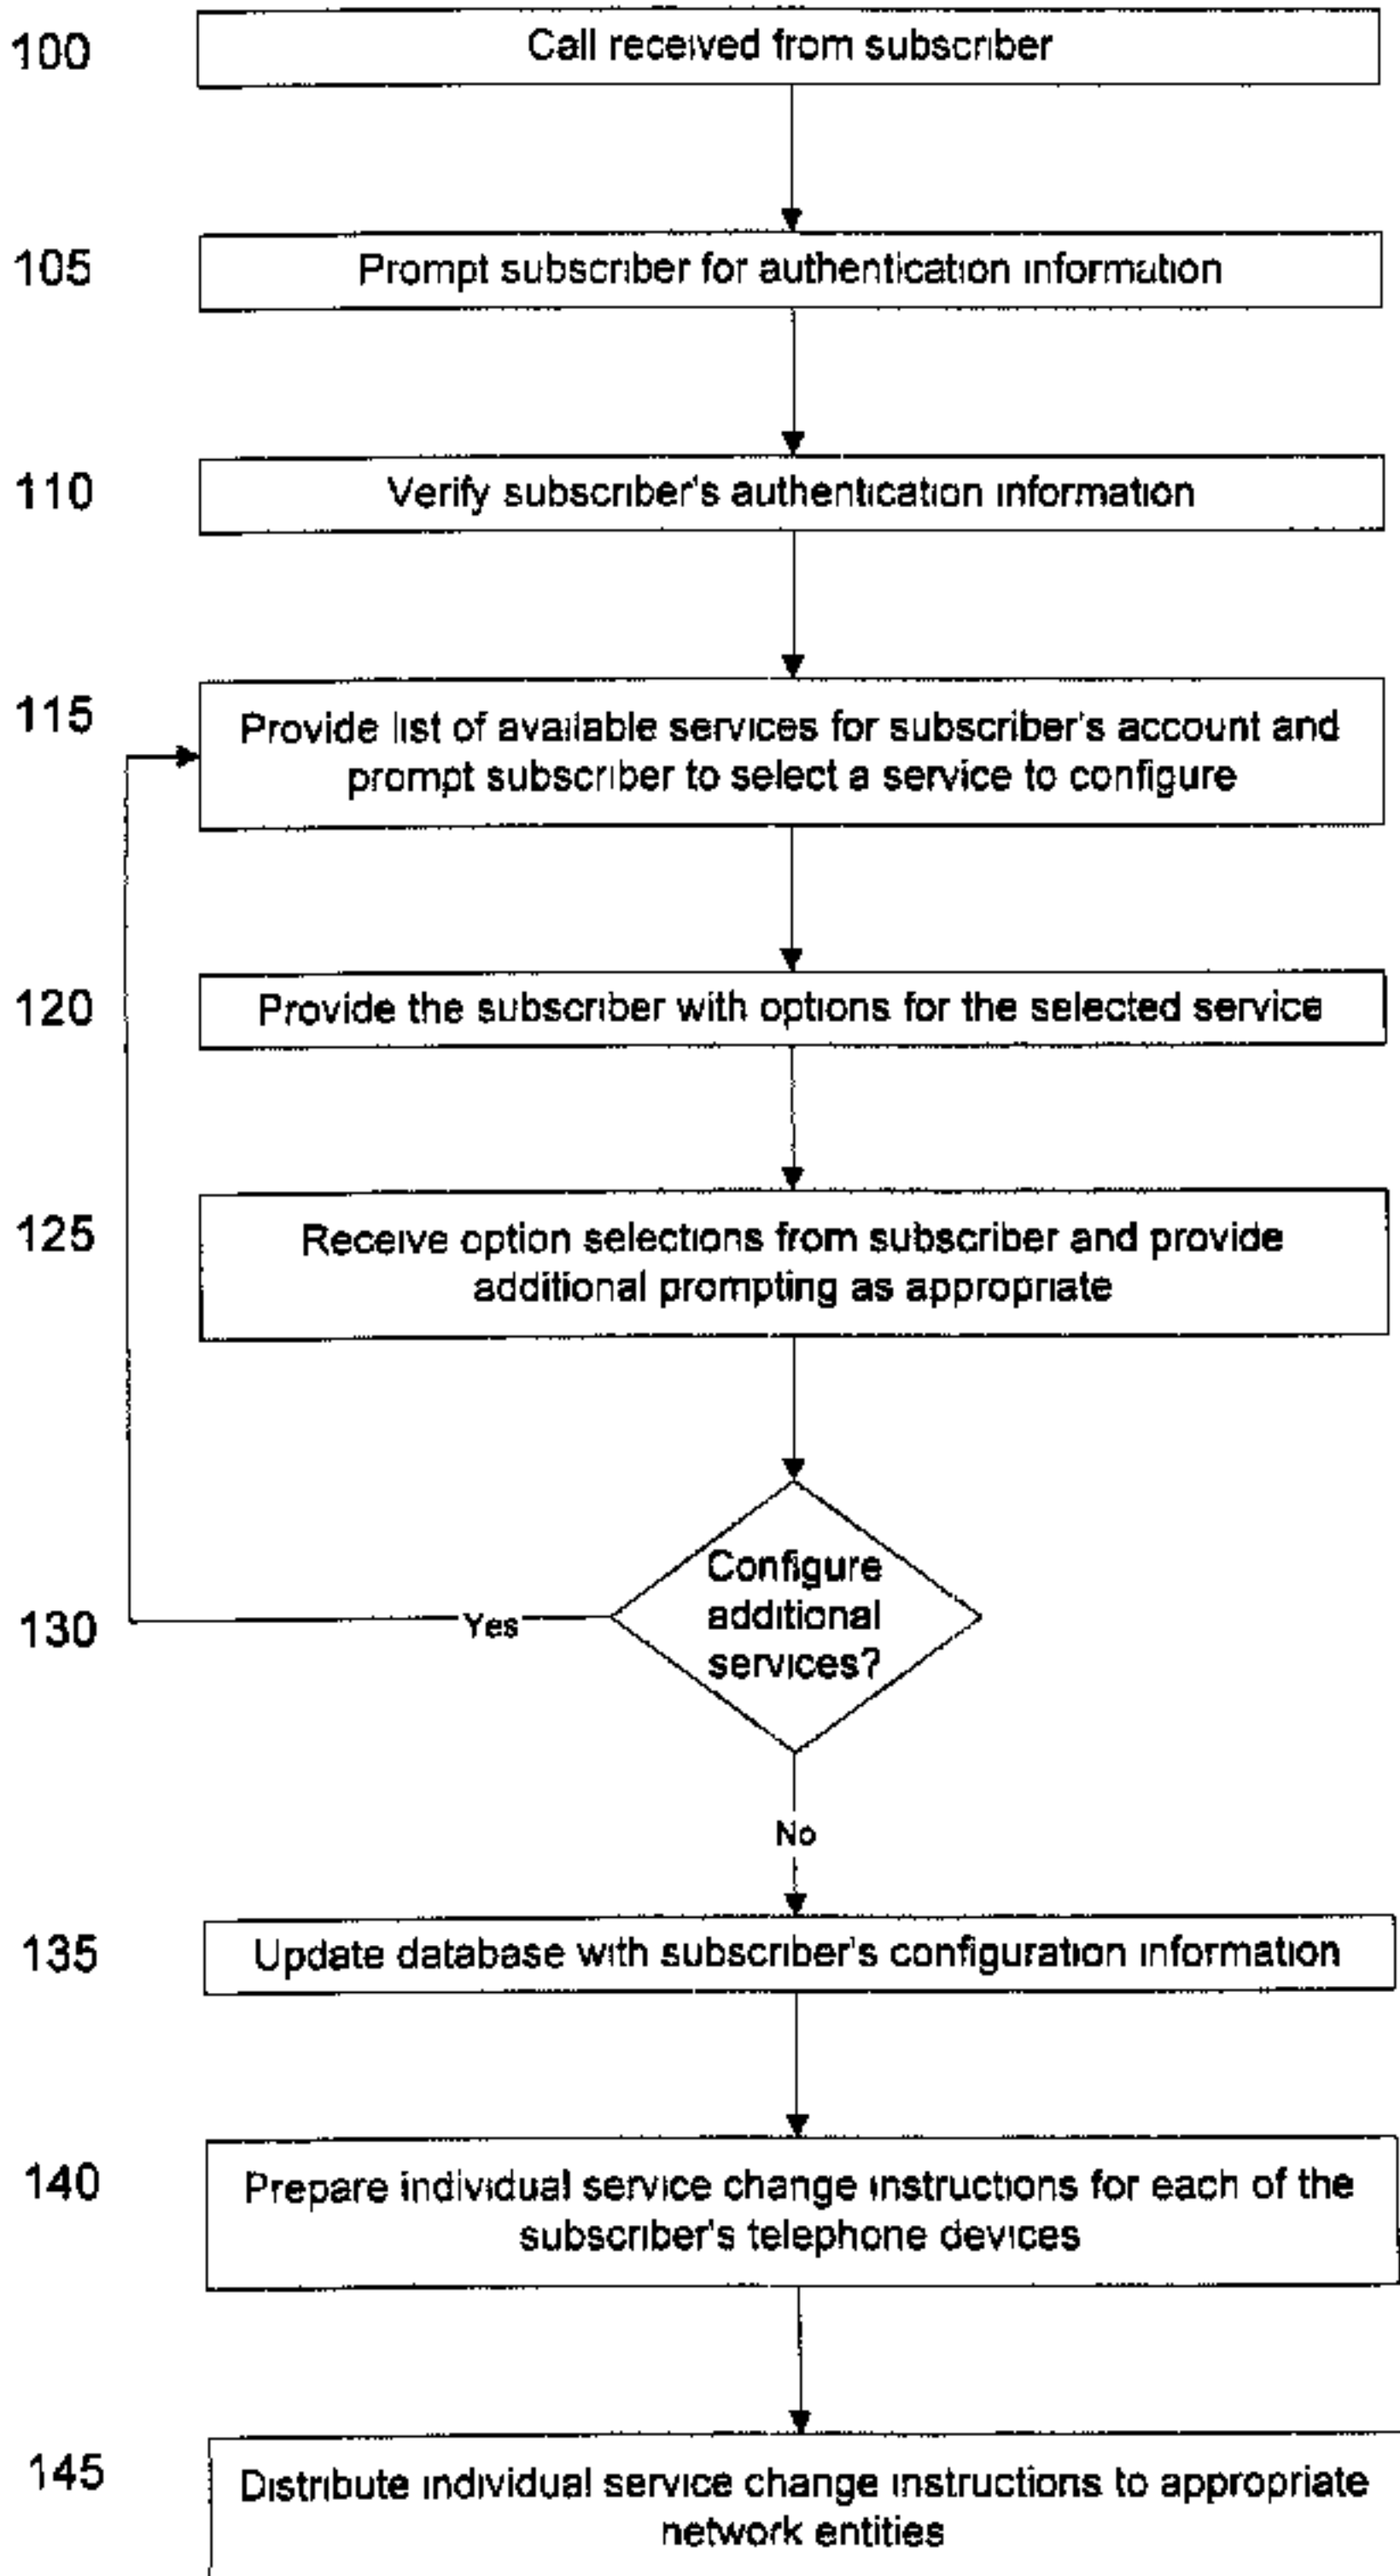 100
Call received from subscriber
105
Prompt subscriber for authentication information
110
Verify subscriber's authentication information
115
Provide list of available services for subscriber's account and
prompt subscriber to select a service to configure
120
Provide the subscriber with options for the selected service
125
Receive option selections from subscriber and provide
additional prompting as appropriate
130
Yes
Configure
additional
services?
No
135
Update database with subscriber's configuration information
140
Prepare individual service change instructions for each of the
subscriber's telephone devices
145
Distribute individual service change instructions to appropriate
network entities